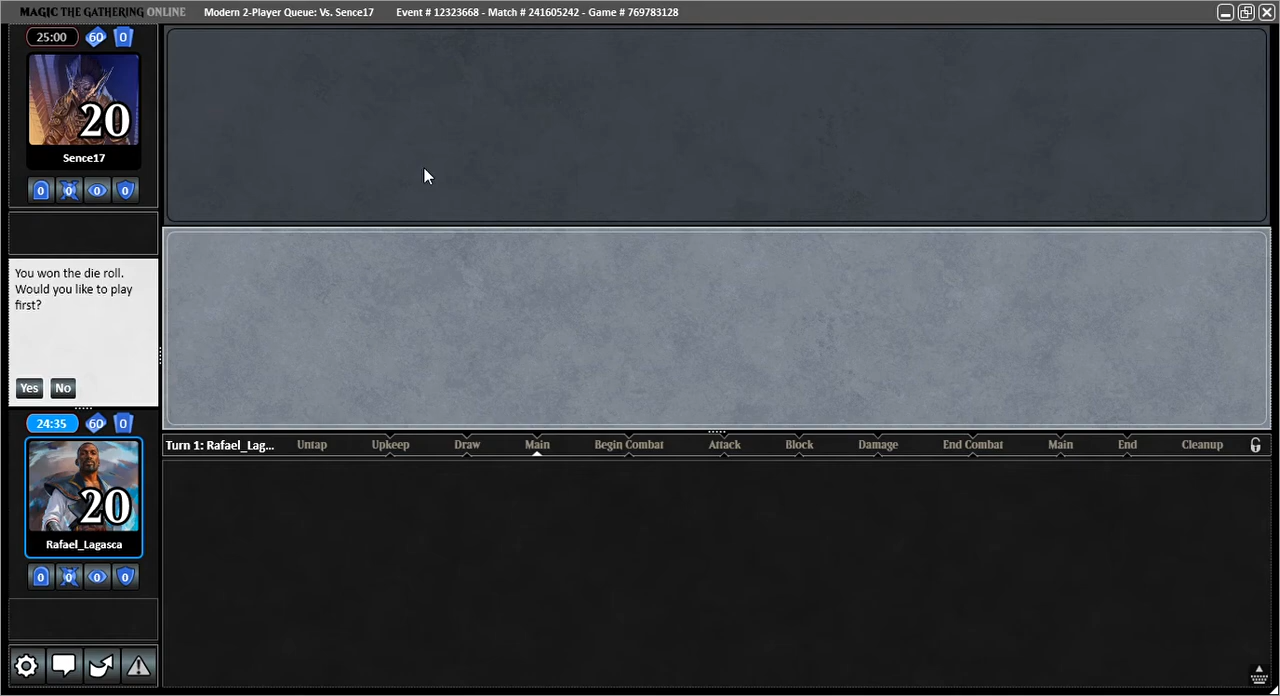 MAGIC THE GATHERING ONLINE Modern 2-Player Queue: Vs. Sence17 Event # 12323668 - Match # 241605242 - Game # 769783128
25:00 60 0
20
Sence17
0 0 0 0
You won the die roll.
Would you like to play
first?
Yes No
24:35 60 0
20
Rafael_Lagasca
0 0 0 0
Turn 1: Rafael_Lag... Untap Upkeep Draw Main Begin Combat Attack Block Damage End Combat Main End Cleanup